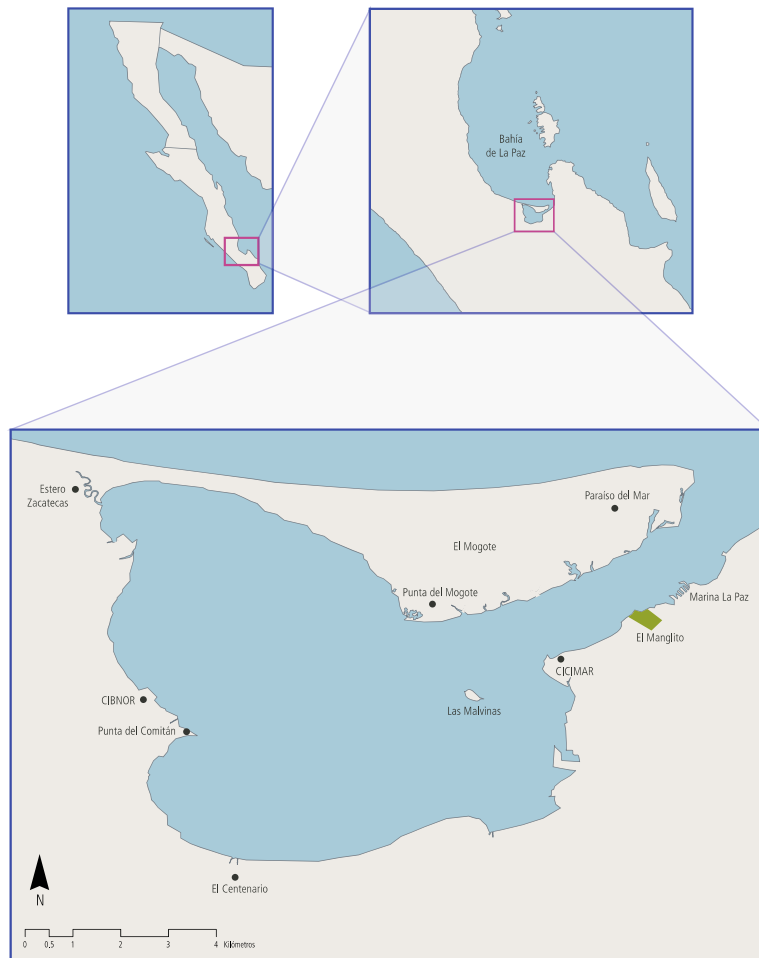 Bahía
de La Paz
Estero
Zacatecas
Paraíso del Mar
El Mogote
Punta del Mogote
Marina La Paz
El Manglito
CICIMAR
CIBNOR
Las Malvinas
Punta del Comitán
El Centenario
N
0 0,5 1 2 3 4 Kilómetros